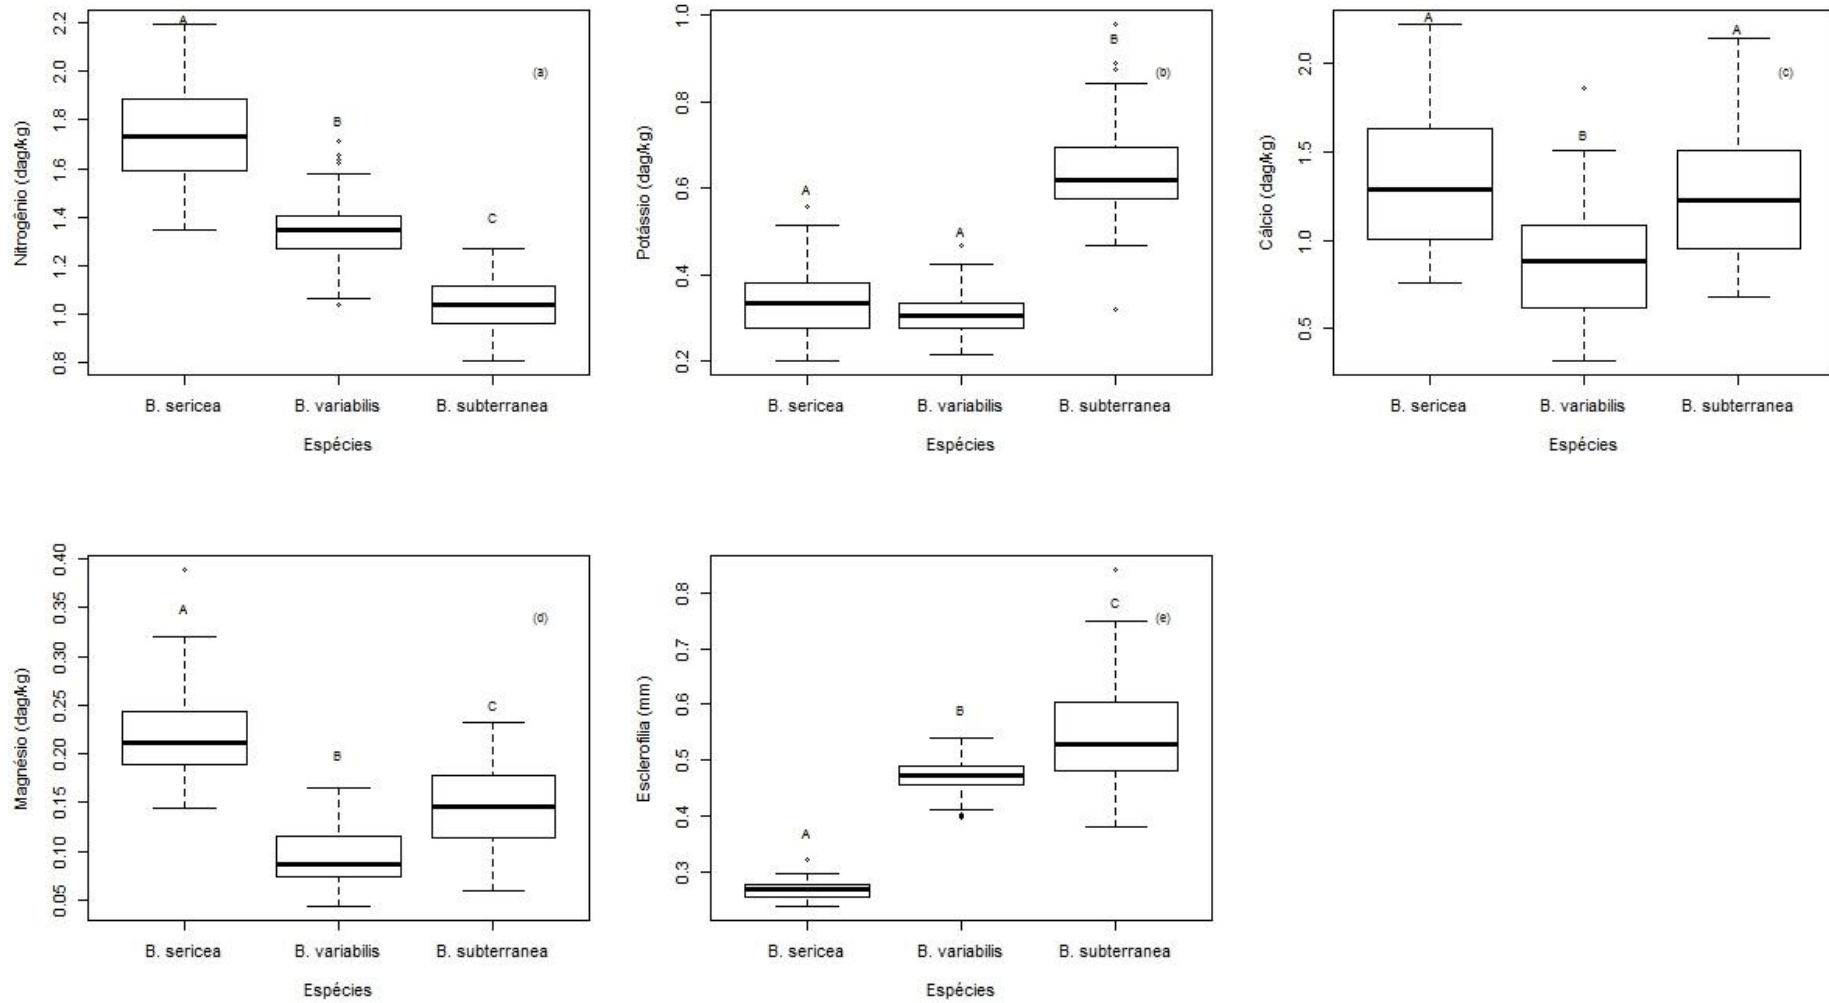 Nitrogênio (dag/kg)
2.2
2.0
1.8
1.6
1.4
1.2
1.0
0.8
A
B
C
(a)
B. sericea B. variabilis B. subterranea
Espécies
Potássio (dag/kg)
1.0
0.8
0.6
0.4
0.2
A
A
B
(b)
B. sericea B. variabilis B. subterranea
Espécies
Cálcio (dag/kg)
2.0
1.5
1.0
0.5
A
B
A
(c)
B. sericea B. variabilis B. subterranea
Espécies
Magnésio (dag/kg)
0.40
0.35
0.30
0.25
0.20
0.15
0.10
0.05
A
B
C
(d)
B. sericea B. variabilis B. subterranea
Espécies
Esclerofilia (mm)
0.8
0.7
0.6
0.5
0.4
0.3
A
B
C
(e)
B. sericea B. variabilis B. subterranea
Espécies